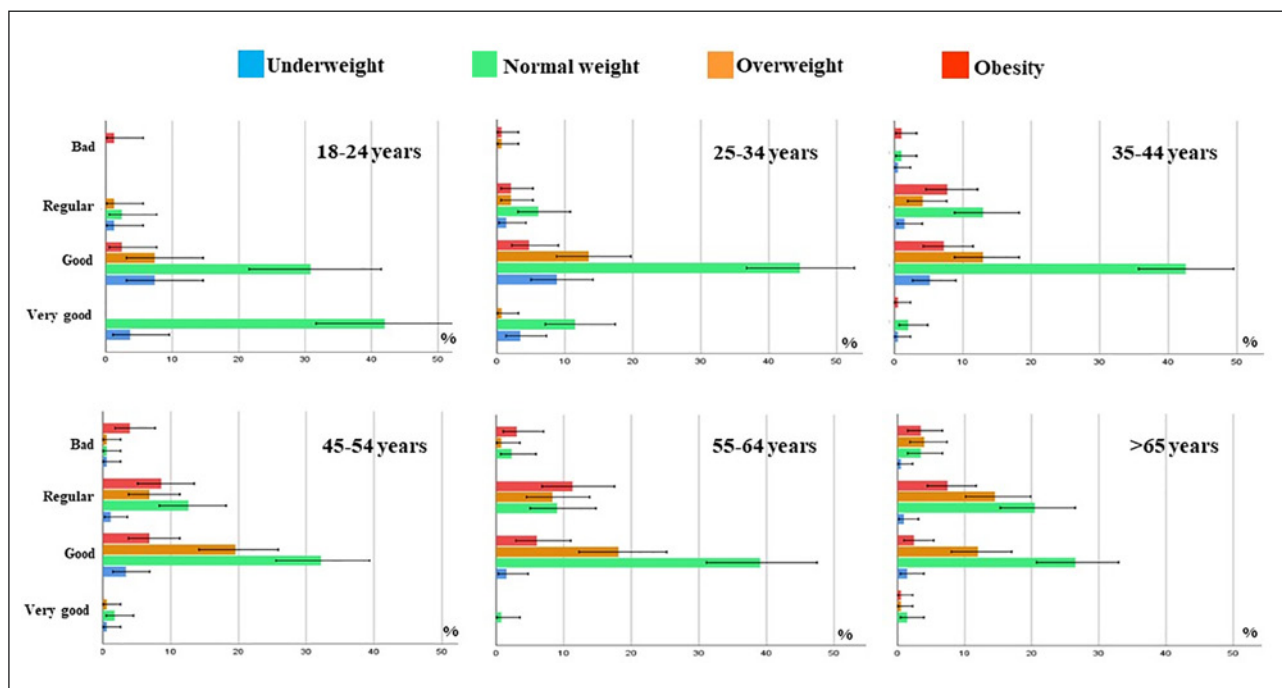 Underweight Normal weight Overweight Obesity
18-24 years
Bad
Regular
Good
Very good
%
0 10 20 30 40 50
25-34 years
%
0 10 20 30 40 50
35-44 years
%
0 10 20 30 40 50
45-54 years
Bad
Regular
Good
Very good
%
0 10 20 30 40 50
55-64 years
%
0 10 20 30 40 50
>65 years
%
0 10 20 30 40 50